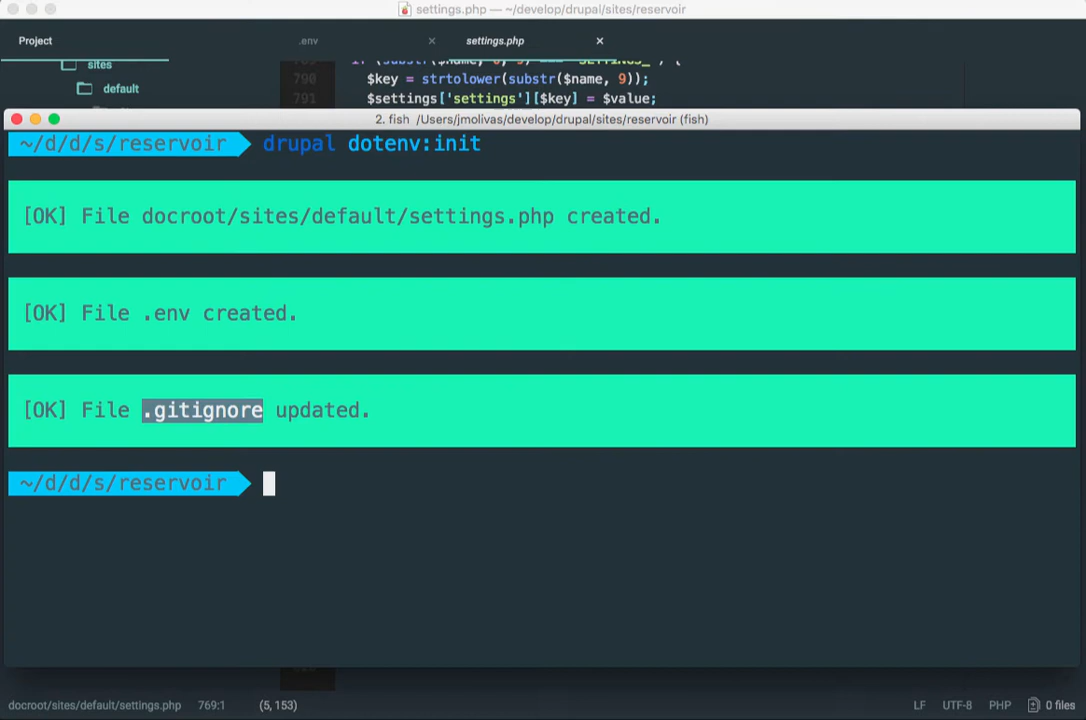 settings.php — ~/develop/drupal/sites/reservoir
Project
.env
settings.php
sites
790 $key = strtolower(substr($name, 9));
default
791 $settings['settings'][$key] = $value;
2. fish /Users/jmolivas/develop/drupal/sites/reservoir (fish)
~/d/d/s/reservoir drupal dotenv:init
[OK] File docroot/sites/default/settings.php created.
[OK] File .env created.
[OK] File .gitignore updated.
~/d/d/s/reservoir
docroot/sites/default/settings.php 769:1 (5, 153) LF UTF-8 PHP 0 files